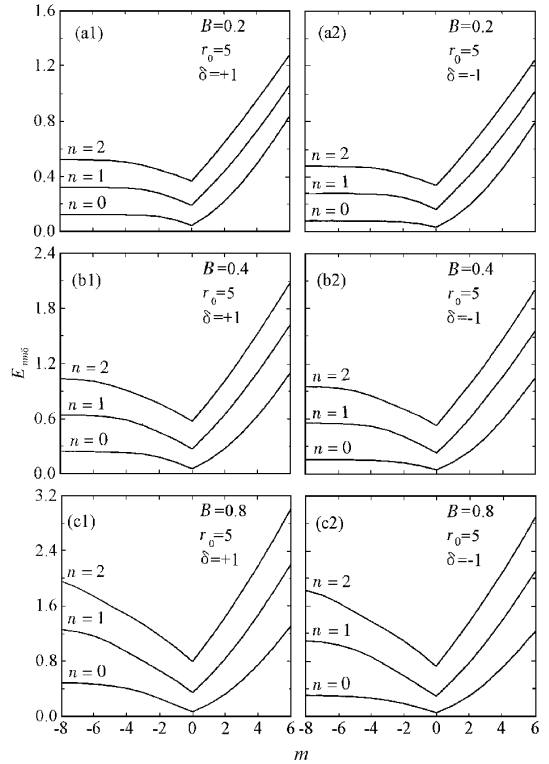 1.6
1.2
0.8
0.4
0.0
(a1)
B=0.2
r₀=5
δ=+1
n = 2
n = 1
n = 0
(a2)
B=0.2
r₀=5
δ=-1
n = 2
n = 1
n = 0
2.4
1.8
1.2
0.6
0.0
E_nmδ
(b1)
B=0.4
r₀=5
δ=+1
n = 2
n = 1
n = 0
(b2)
B=0.4
r₀=5
δ=-1
n = 2
n = 1
n = 0
3.2
2.4
1.6
0.8
0.0
(c1)
B=0.8
r₀=5
δ=+1
n = 2
n = 1
n = 0
(c2)
B=0.8
r₀=5
δ=-1
n = 2
n = 1
n = 0
-8 -6 -4 -2 0 2 4 6
-8 -6 -4 -2 0 2 4 6
m